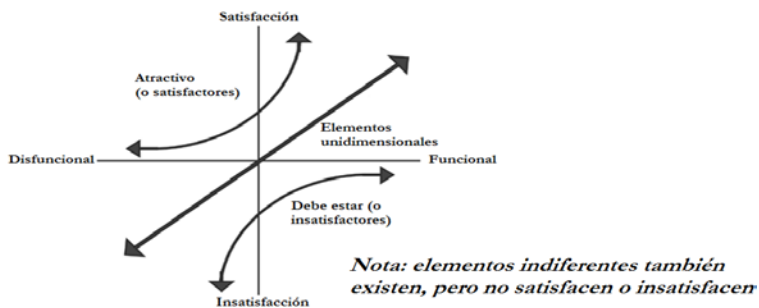 Satisfacción
Atractivo
(o satisfactores)
Elementos
unidimensionales
Disfuncional
Funcional
Debe estar (o
insatisfactores)
Nota: elementos indiferentes también
existen, pero no satisfacen o insatisfacen
Insatisfacción